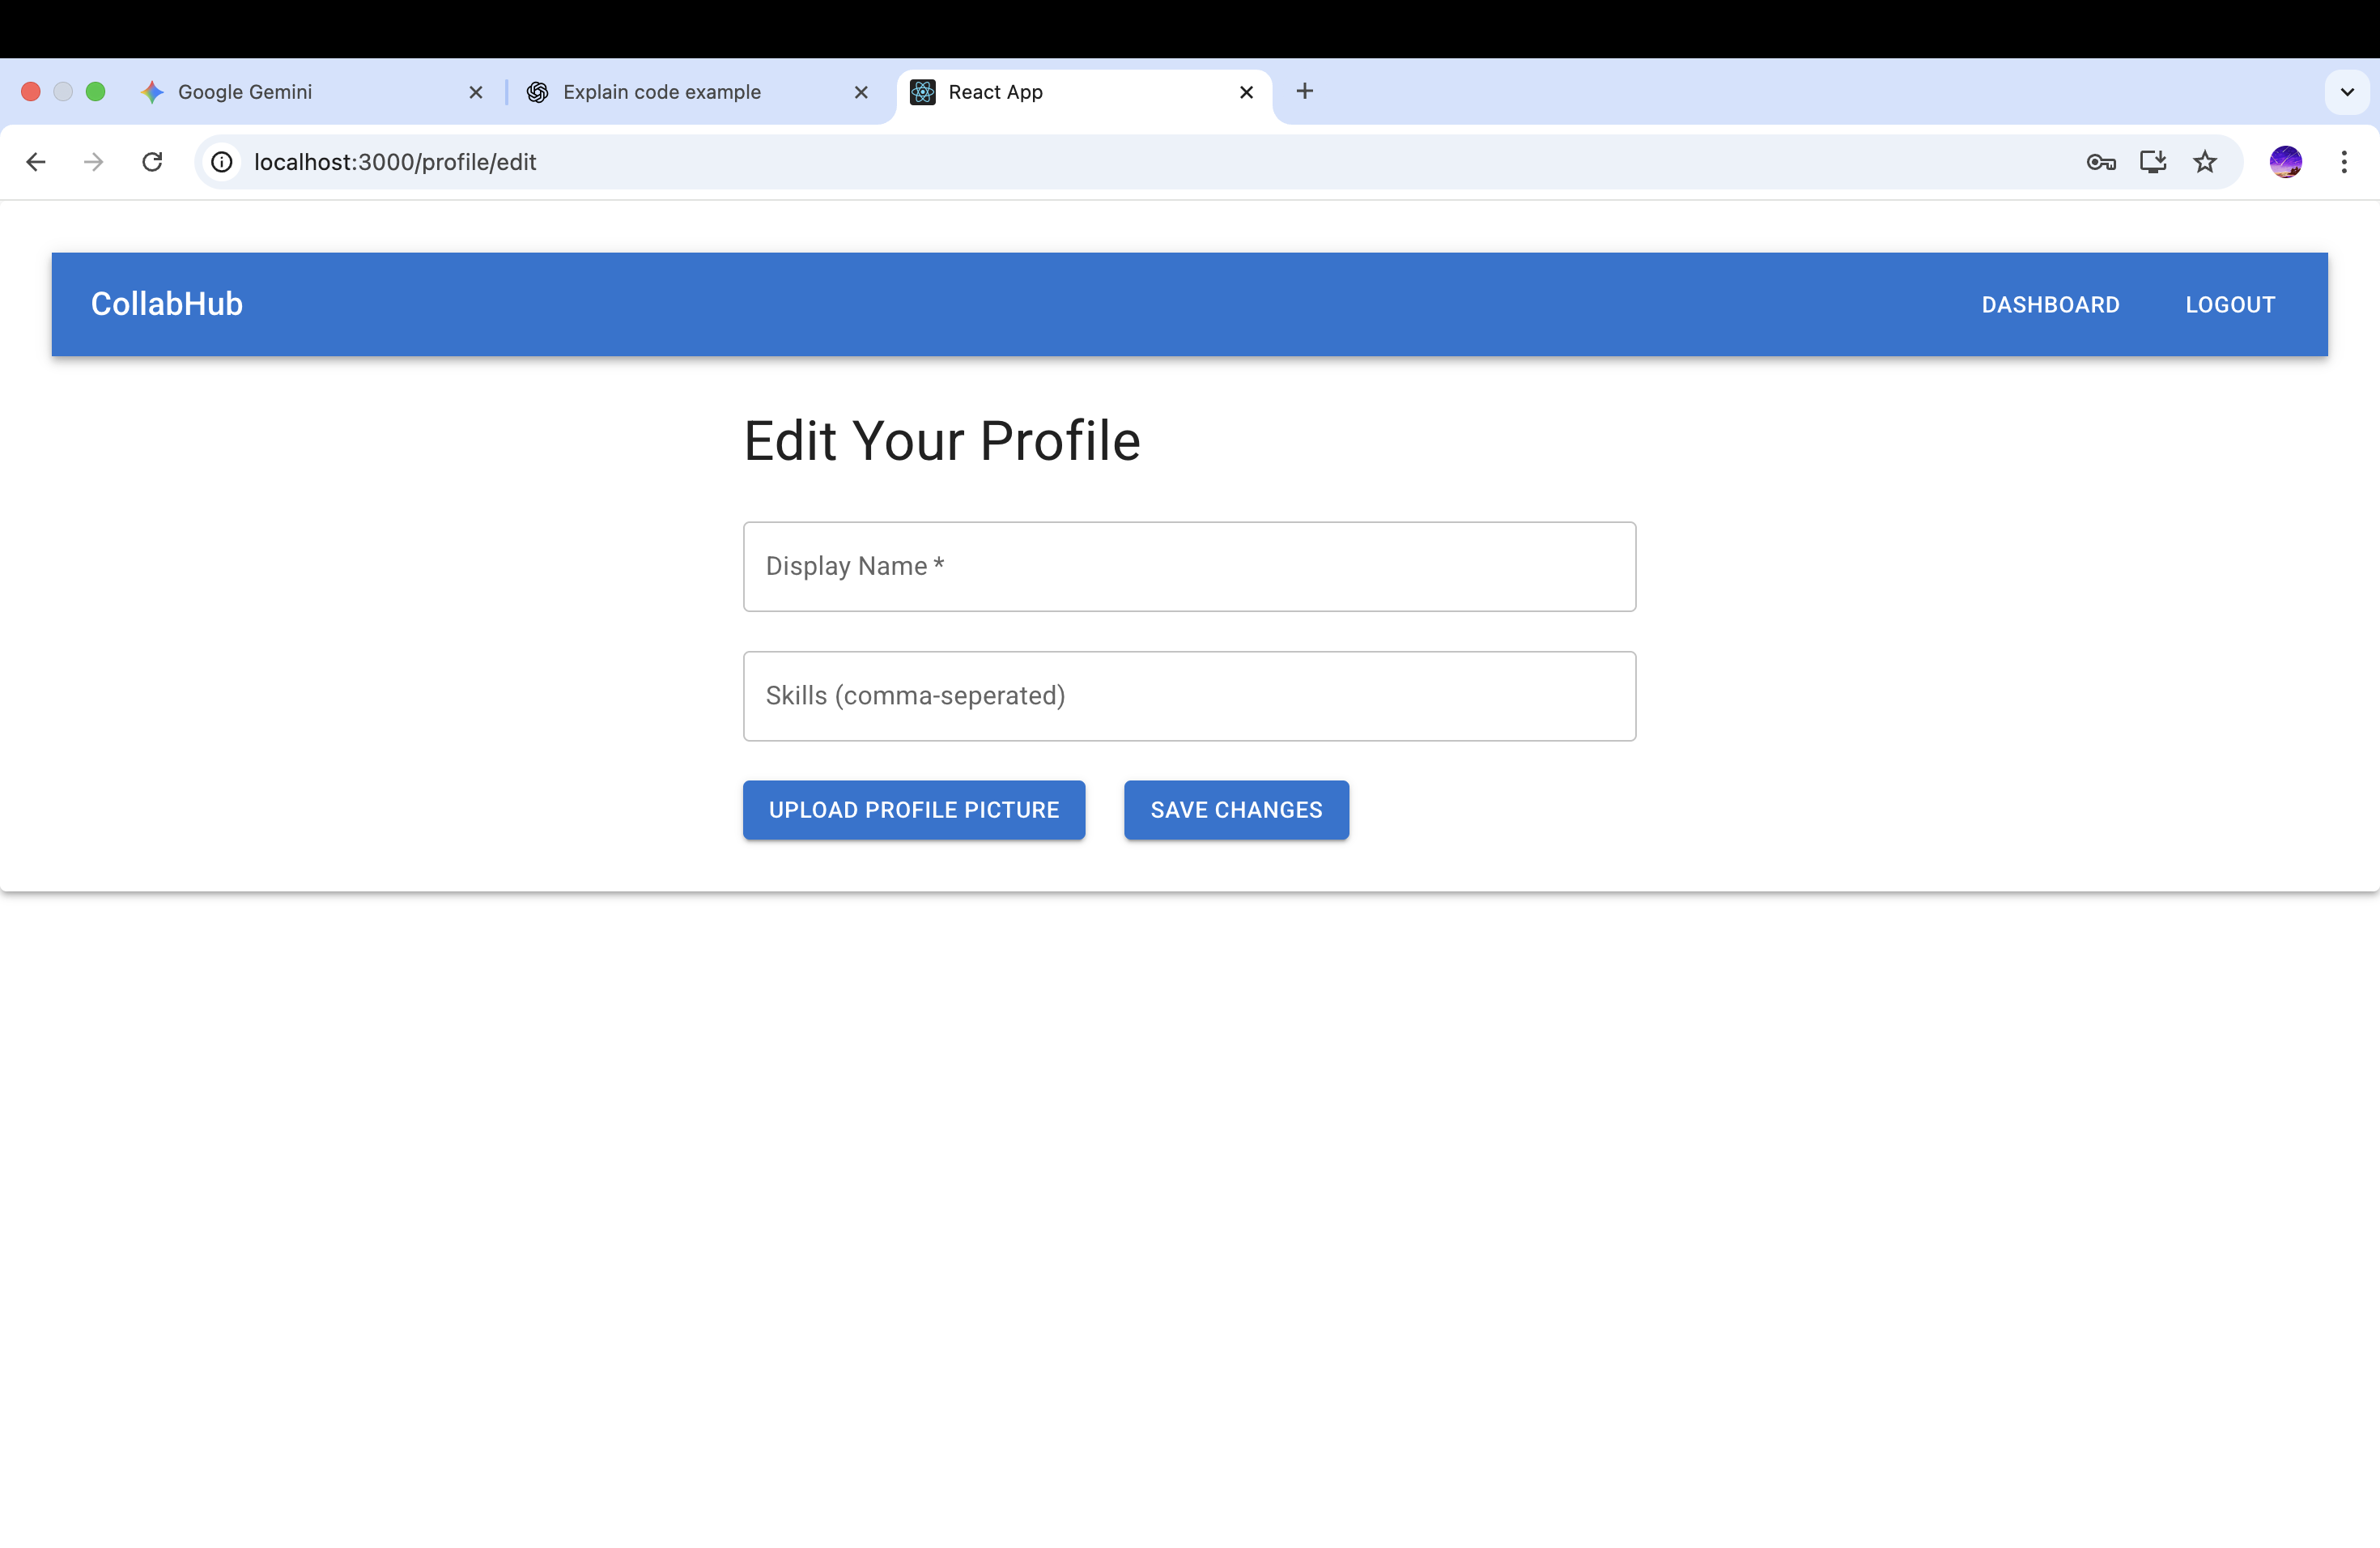 Google Gemini
Explain code example
React App
localhost:3000/profile/edit
CollabHub
DASHBOARD
LOGOUT
Edit Your Profile
Display Name *
Skills (comma-seperated)
UPLOAD PROFILE PICTURE
SAVE CHANGES